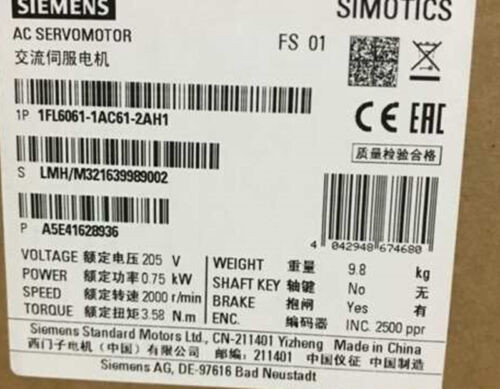 SIEMENS
SIMOTICS
AC SERVOMOTOR
交流伺服电机
FS 01
1P 1FL6061-1AC61-2AH1
CE EAC
质量检验合格
S LMH/M321639989002
P A5E41628936
4 042948 674680
VOLTAGE 额定电压 205 V
POWER 额定功率 0.75 kW
SPEED 额定转速 2000 r/min
TORQUE 额定扭矩 3.58 N.m
WEIGHT 重量 9.8 kg
SHAFT KEY 轴键 No 无
BRAKE 抱闸 Yes 有
ENC. 编码器 INC. 2500 ppr
Siemens Standard Motors Ltd., CN-211401 Yizheng Made in China
西门子电机（中国）有限公司 邮编：211401 中国仪征 中国制造
Siemens AG, DE-97616 Bad Neustadt